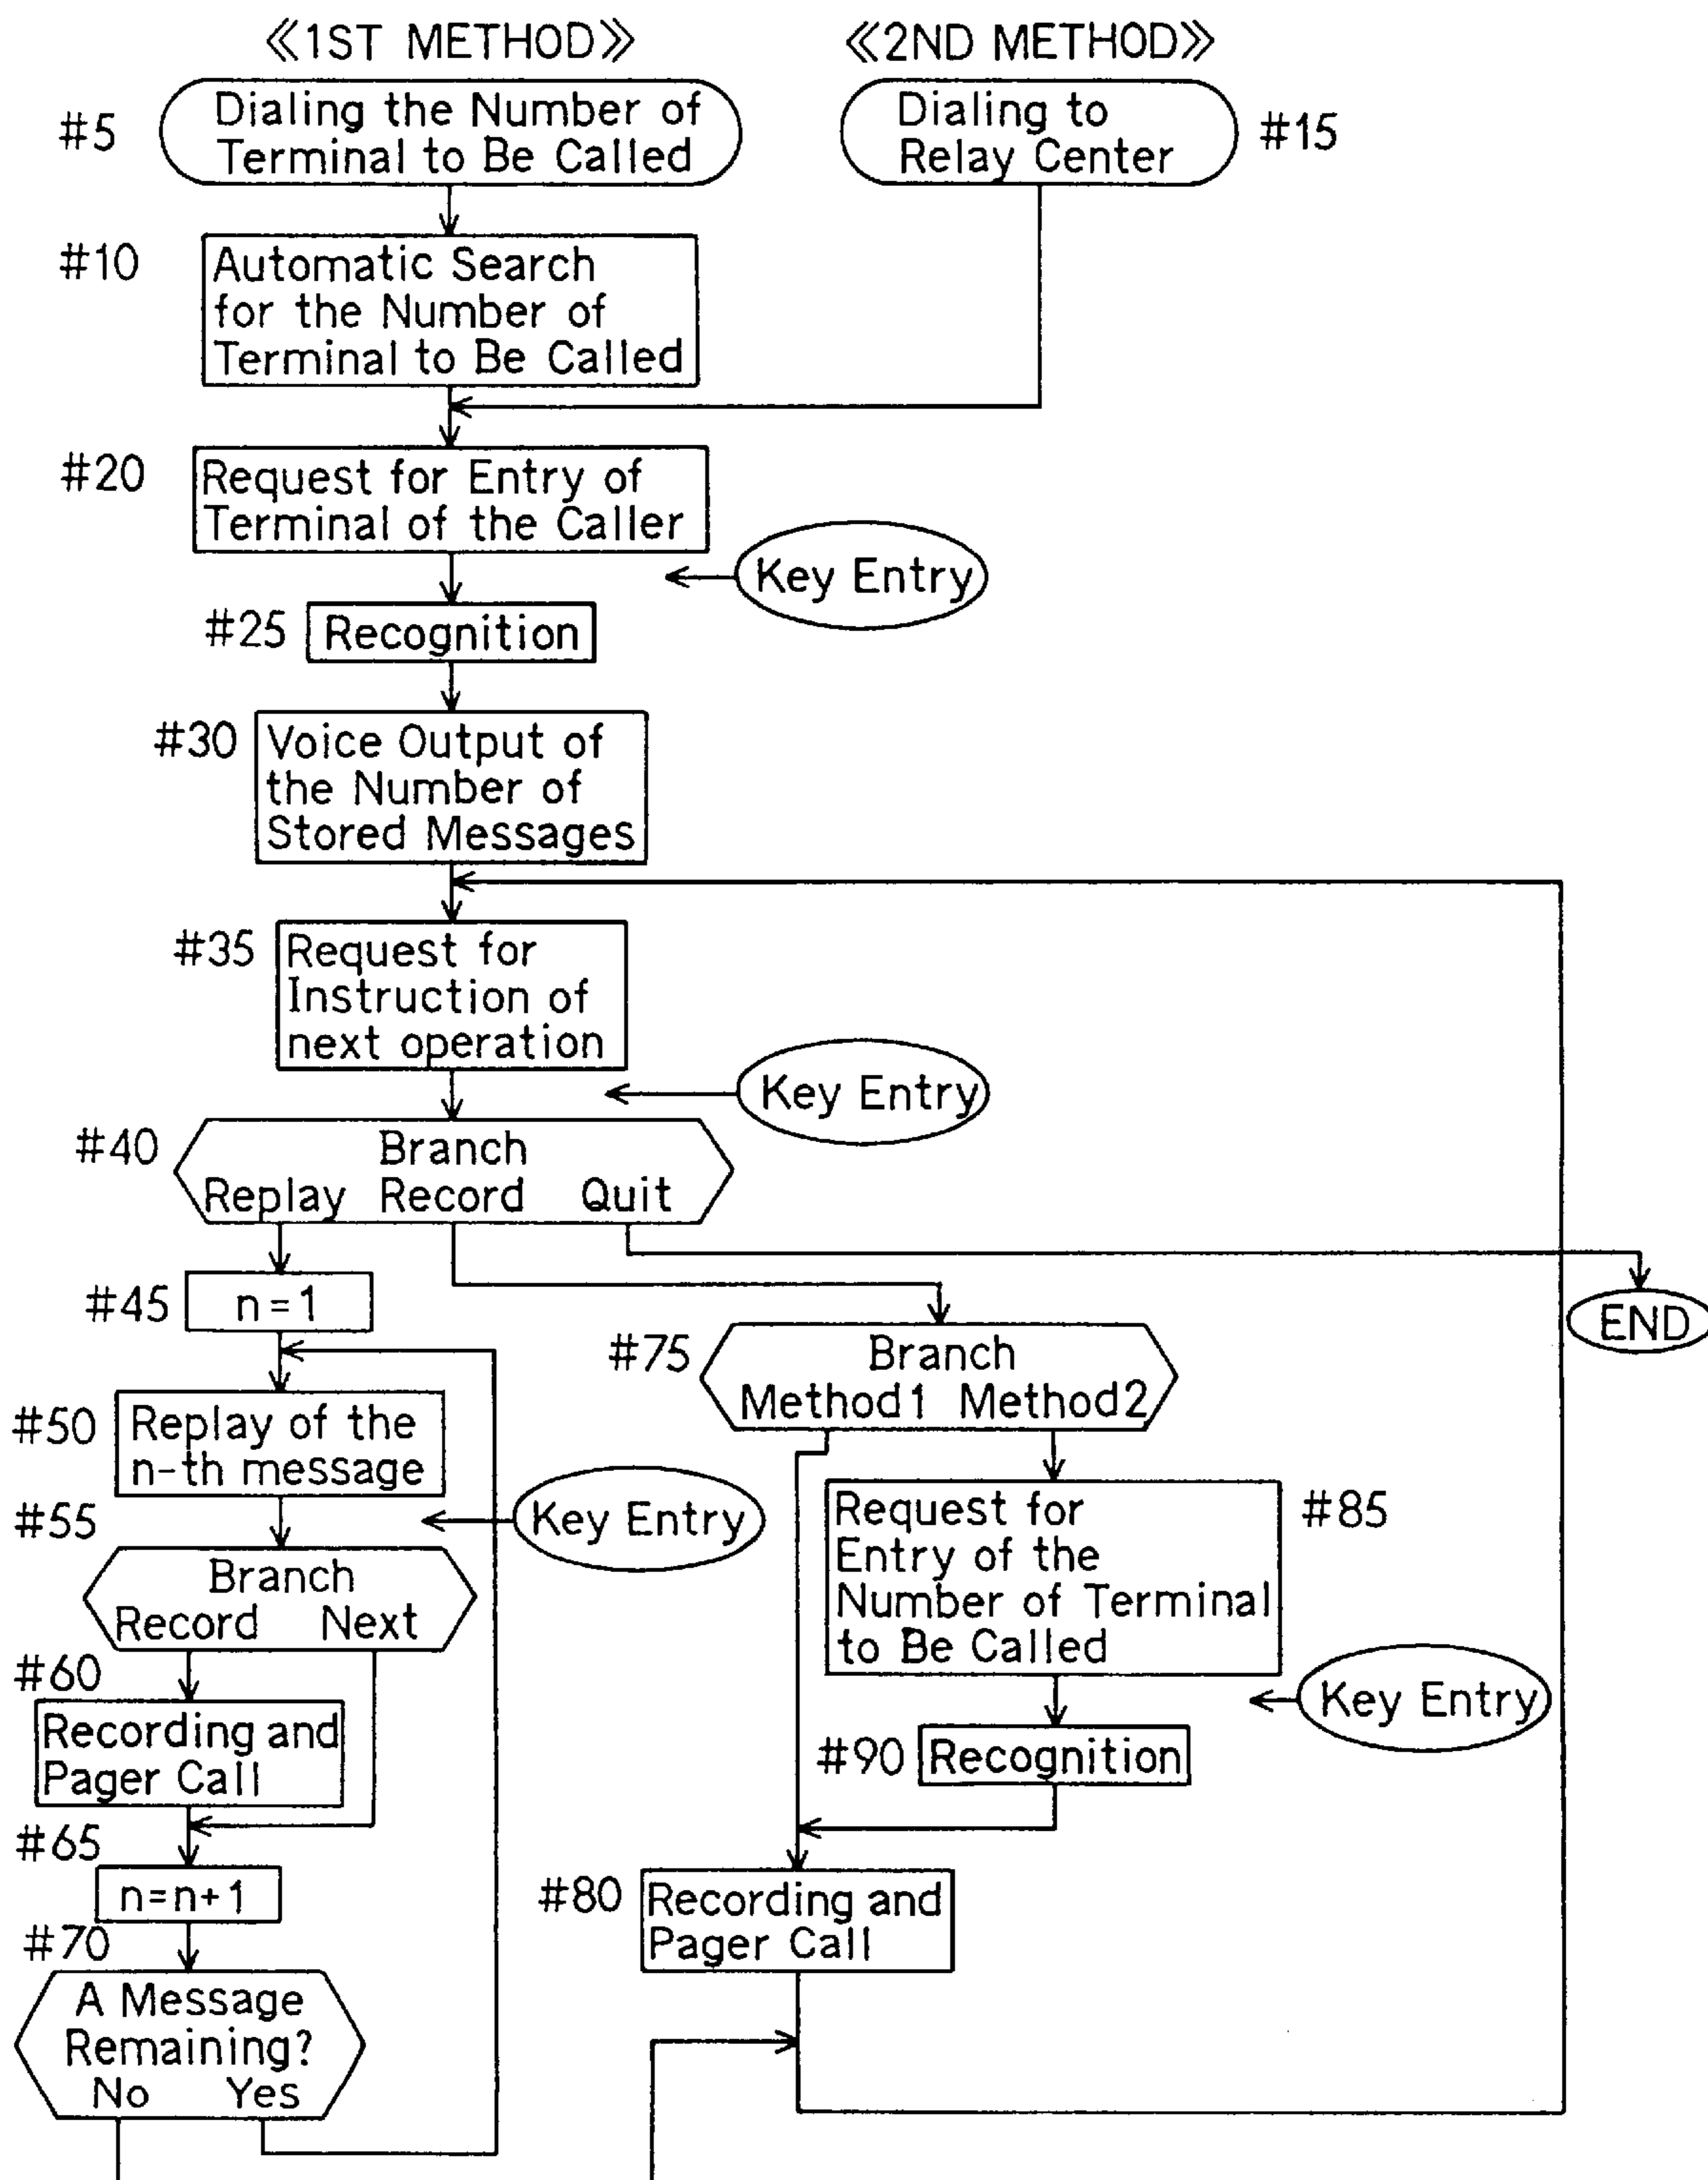 ≪1ST METHOD≫
≪2ND METHOD≫
#5
Dialing the Number of
Terminal to Be Called
Dialing to
Relay Center
#15
#10
Automatic Search
for the Number of
Terminal to Be Called
#20
Request for Entry of
Terminal of the Caller
Key Entry
#25
Recognition
#30
Voice Output of
the Number of
Stored Messages
#35
Request for
Instruction of
next operation
Key Entry
#40
Branch
Replay Record Quit
#45
n=1
END
#75
Branch
Method1 Method2
#50
Replay of the
n-th message
#55
Key Entry
#85
Request for
Entry of the
Number of Terminal
to Be Called
Branch
Record Next
#60
Recording and
Pager Call
Key Entry
#90
Recognition
#65
n=n+1
#80
Recording and
Pager Call
#70
A Message
Remaining?
No Yes